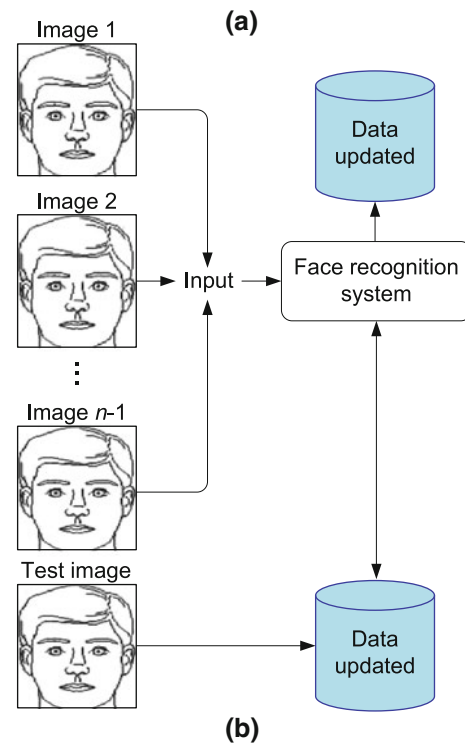 (a)
Image 1
Data
updated
Image 2
Input
Face recognition
system
Image n-1
Test image
Data
updated
(b)